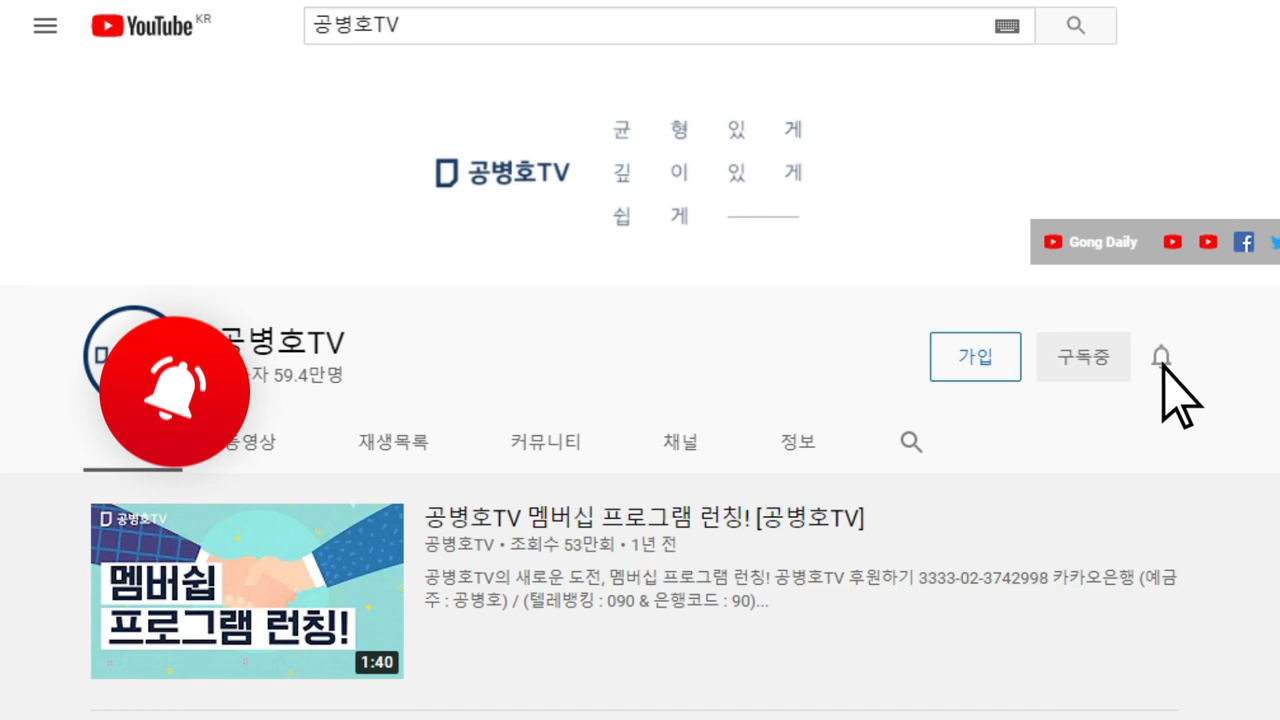 YouTube KR
공병호TV
균 형 있 게
공병호TV 깊 이 있 게
쉽 게
Gong Daily
공병호TV
자 59.4만명
가입
구독중
동영상 재생목록 커뮤니티 채널 정보
공병호TV
멤버쉽
프로그램 런칭!
1:40
공병호TV 멤버십 프로그램 런칭! [공병호TV]
공병호TV • 조회수 53만회 • 1년 전
공병호TV의 새로운 도전, 멤버십 프로그램 런칭! 공병호TV 후원하기 3333-02-3742998 카카오은행 (예금
주 : 공병호) / (텔레뱅킹 : 090 & 은행코드 : 90)...